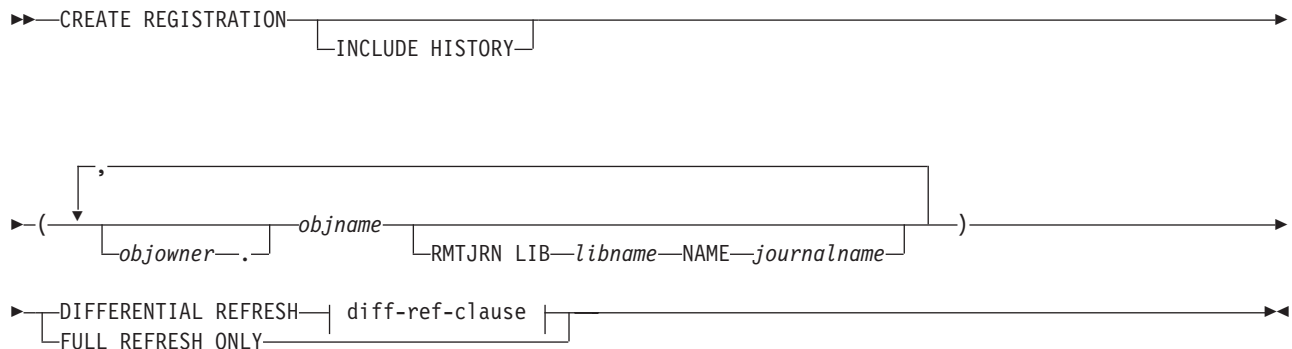 CREATE REGISTRATION
INCLUDE HISTORY
,
( objowner . objname RMTJRN LIB libname NAME journalname )
DIFFERENTIAL REFRESH diff-ref-clause
FULL REFRESH ONLY